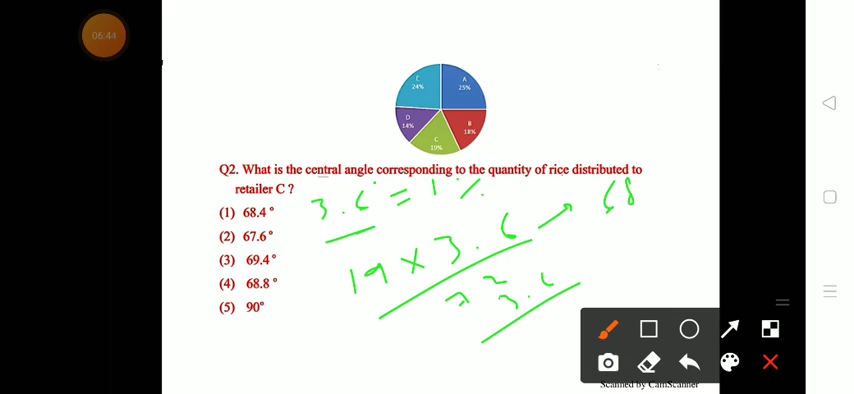 06:44
E
24%
A
25%
D
14%
B
18%
C
19%
Q2. What is the central angle corresponding to the quantity of rice distributed to
retailer C ?
3.6° = 1%
(1) 68.4°
(2) 67.6°
19 × 3.6 → 68
(3) 69.4°
(4) 68.8°
(5) 90°
Scanned by CamScanner